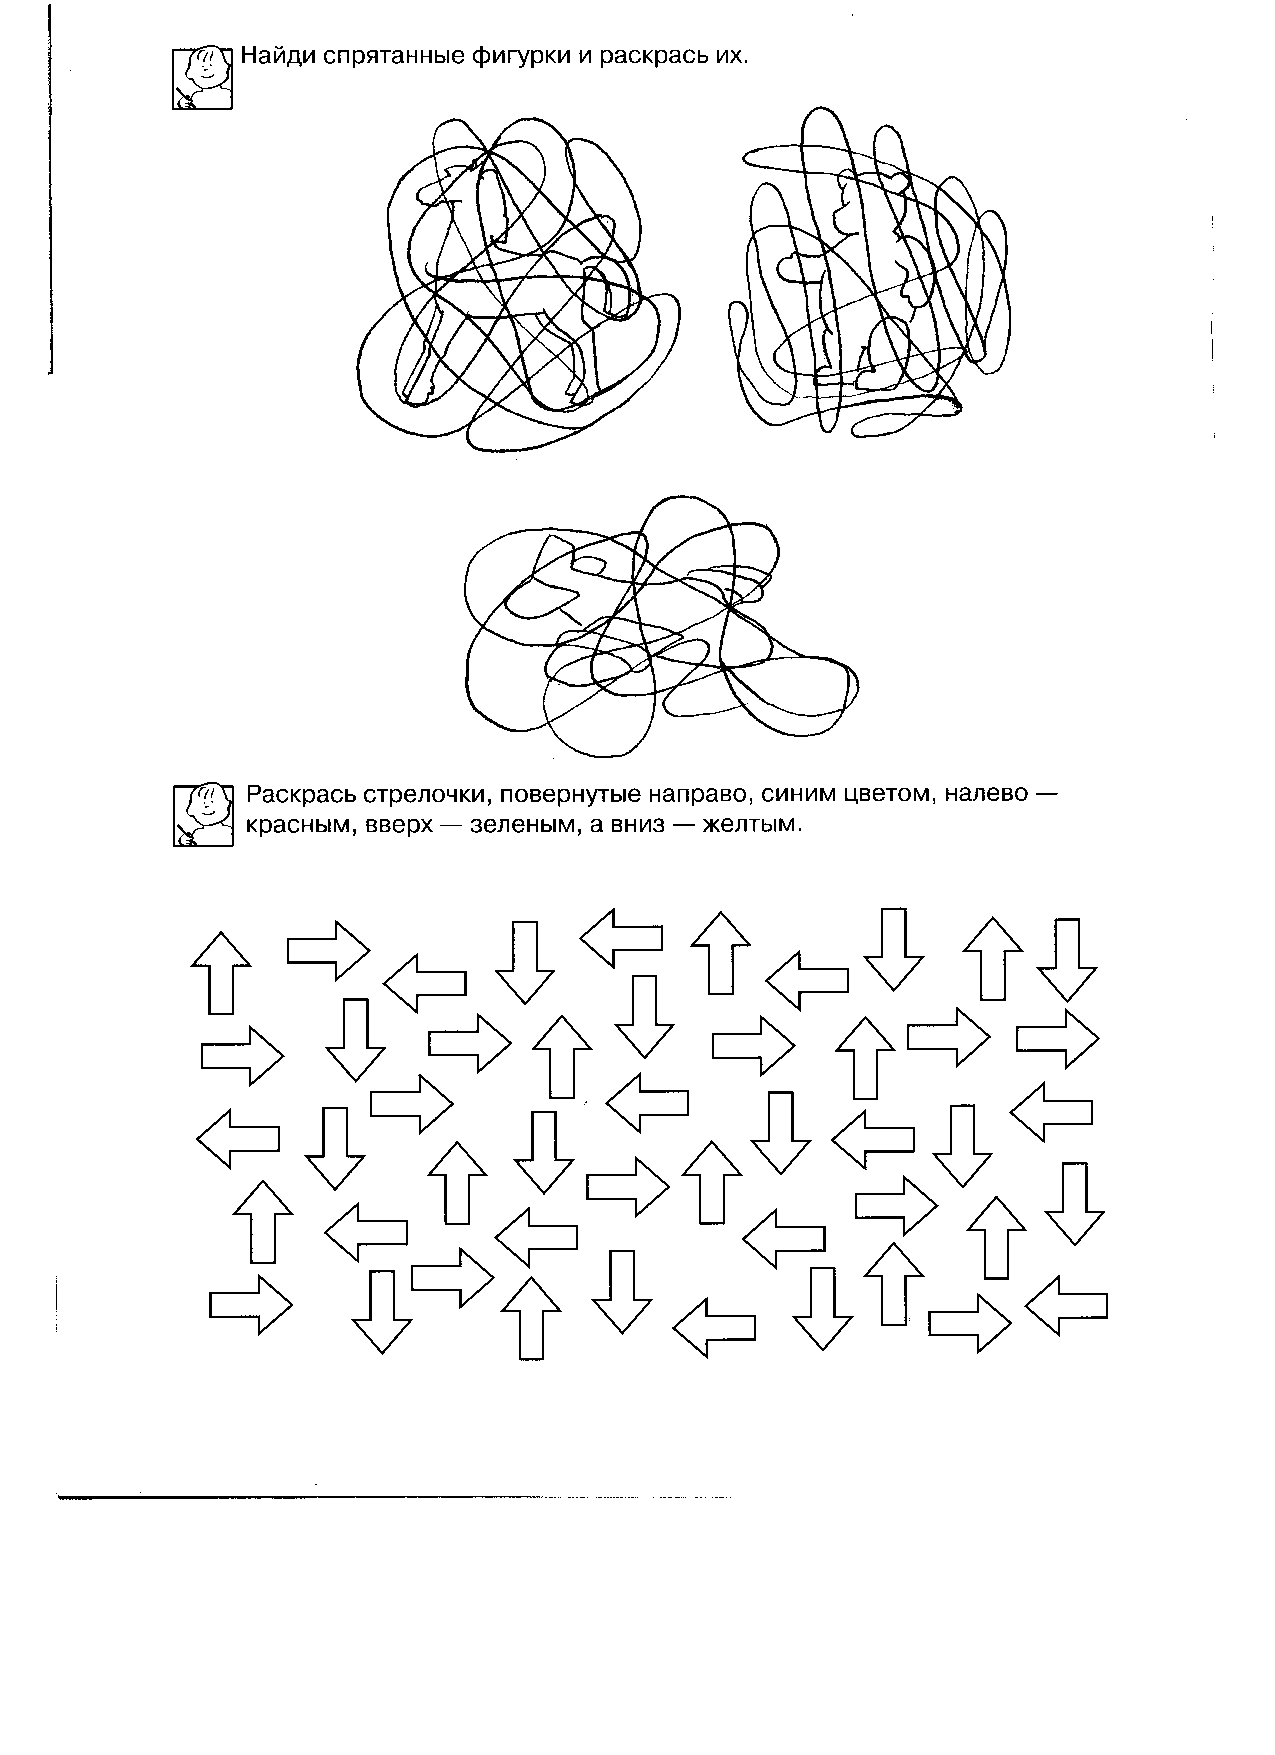 Найди спрятанные фигурки и раскрась их.
Раскрась стрелочки, повернутые направо, синим цветом, налево —
красным, вверх — зеленым, а вниз — желтым.